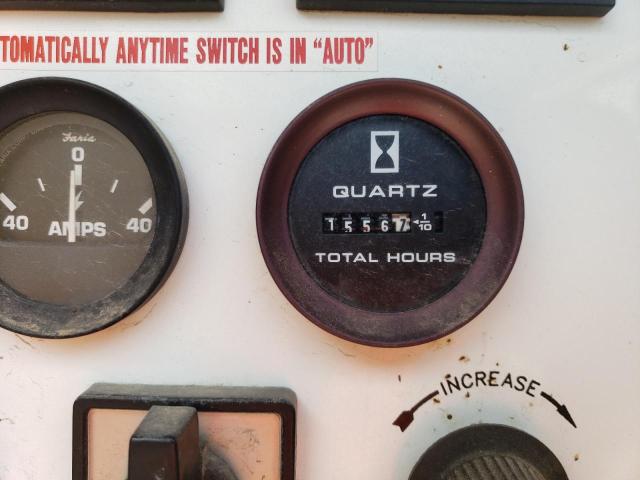 TOMATICALLY ANYTIME SWITCH IS IN "AUTO"
Faria
0
40 AMPS 40
QUARTZ
1 5 5 6 7 1/10
TOTAL HOURS
INCREASE